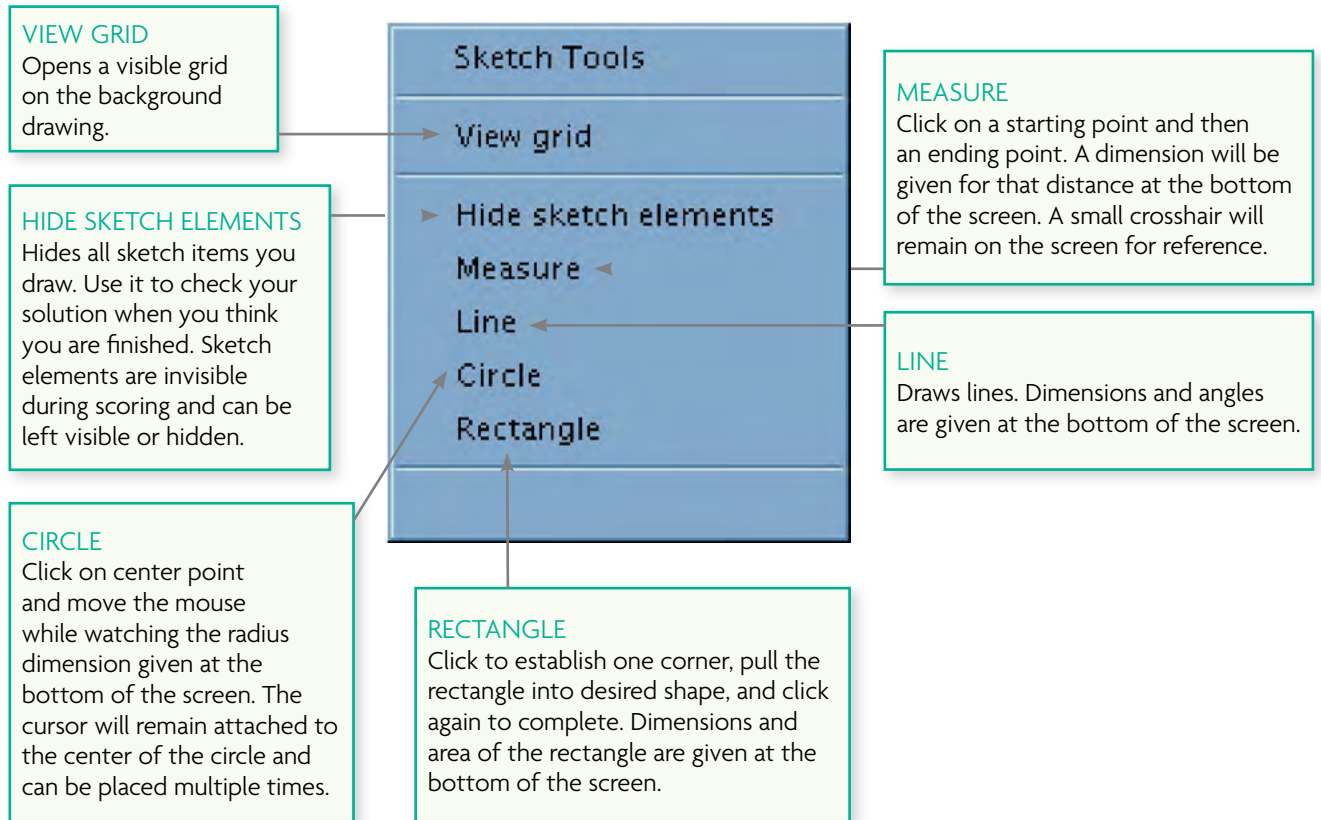 VIEW GRID
Opens a visible grid
on the background
drawing.
HIDE SKETCH ELEMENTS
Hides all sketch items you
draw. Use it to check your
solution when you think
you are finished. Sketch
elements are invisible
during scoring and can be
left visible or hidden.
CIRCLE
Click on center point
and move the mouse
while watching the radius
dimension given at the
bottom of the screen. The
cursor will remain attached to
the center of the circle and
can be placed multiple times.
Sketch Tools
View grid
Hide sketch elements
Measure
Line
Circle
Rectangle
RECTANGLE
Click to establish one corner, pull the
rectangle into desired shape, and click
again to complete. Dimensions and
area of the rectangle are given at the
bottom of the screen.
MEASURE
Click on a starting point and then
an ending point. A dimension will be
given for that distance at the bottom
of the screen. A small crosshair will
remain on the screen for reference.
LINE
Draws lines. Dimensions and angles
are given at the bottom of the screen.